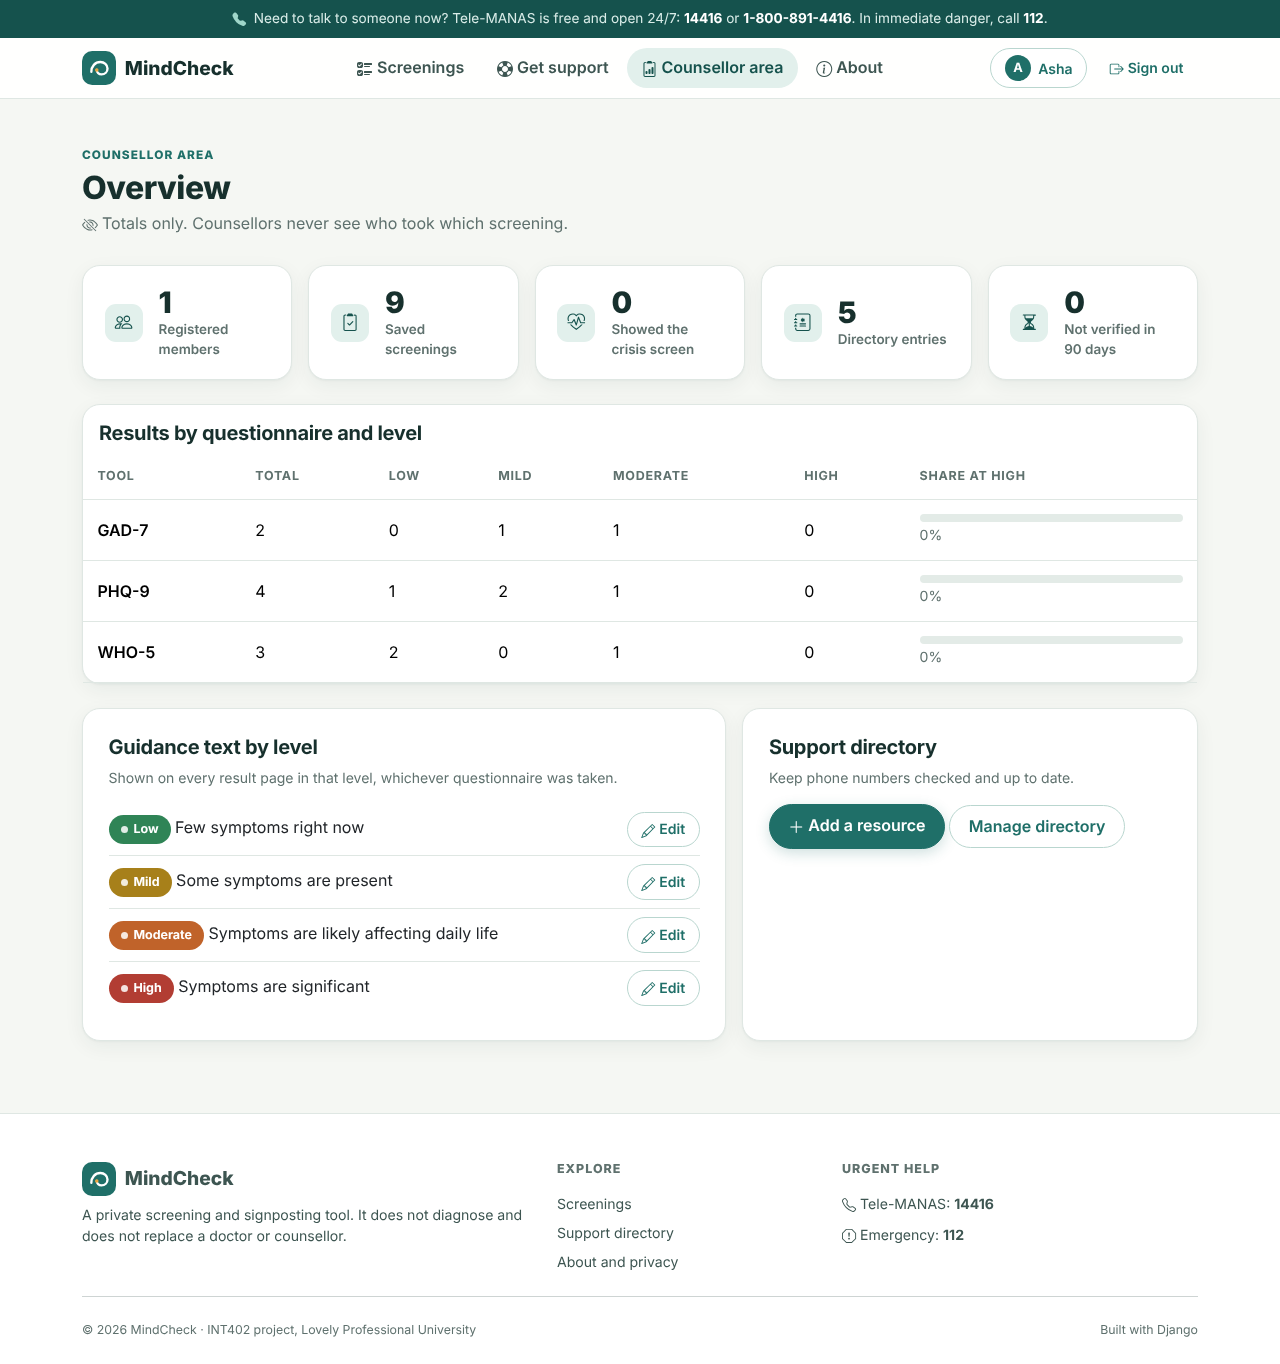 Need to talk to someone now? Tele-MANAS is free and open 24/7: 14416 or 1-800-891-4416. In immediate danger, call 112.
MindCheck
Screenings
Get support
Counsellor area
About
A
Asha
Sign out
COUNSELLOR AREA
Overview
Totals only. Counsellors never see who took which screening.
1
Registered
members
9
Saved
screenings
0
Showed the
crisis screen
5
Directory entries
0
Not verified in
90 days
Results by questionnaire and level
TOOL TOTAL LOW MILD MODERATE HIGH SHARE AT HIGH
GAD-7 2 0 1 1 0 0%
PHQ-9 4 1 2 1 0 0%
WHO-5 3 2 0 1 0 0%
Guidance text by level
Shown on every result page in that level, whichever questionnaire was taken.
Low Few symptoms right now Edit
Mild Some symptoms are present Edit
Moderate Symptoms are likely affecting daily life Edit
High Symptoms are significant Edit
Support directory
Keep phone numbers checked and up to date.
Add a resource
Manage directory
MindCheck
A private screening and signposting tool. It does not diagnose and
does not replace a doctor or counsellor.
EXPLORE
Screenings
Support directory
About and privacy
URGENT HELP
Tele-MANAS: 14416
Emergency: 112
© 2026 MindCheck · INT402 project, Lovely Professional University
Built with Django